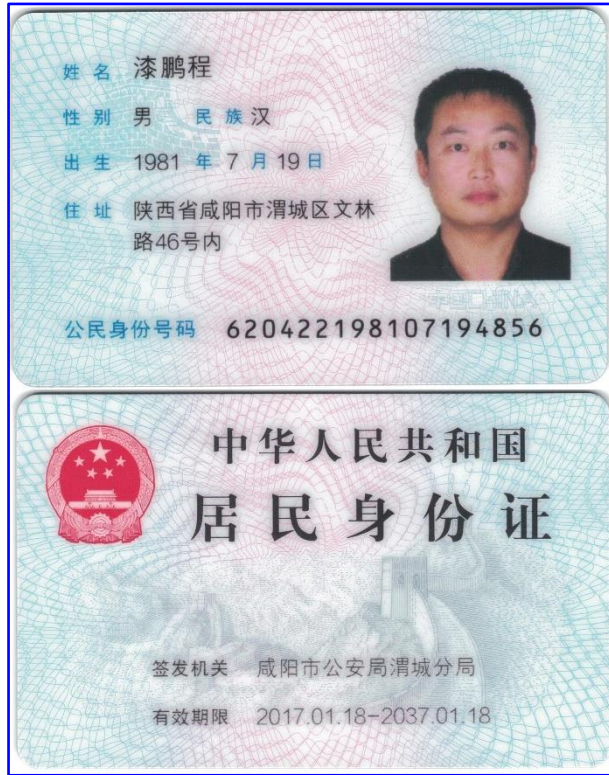 姓名 漆鹏程
性别 男 民族 汉
出生 1981 年 7 月 19 日
住址 陕西省咸阳市渭城区文林
路46号内
公民身份号码 620422198107194856
中华人民共和国
居民身份证
签发机关 咸阳市公安局渭城分局
有效期限 2017.01.18-2037.01.18